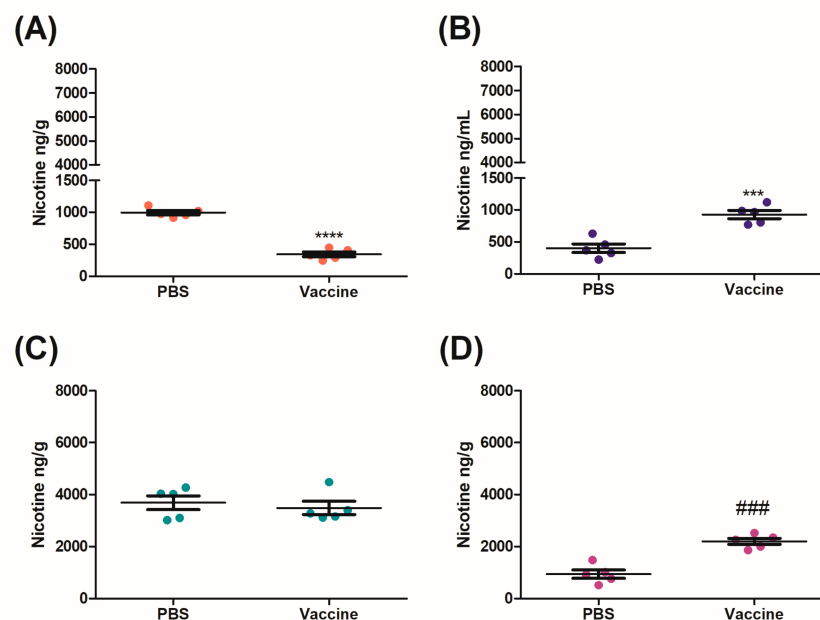 (A)
Nicotine ng/g
8000
7000
6000
5000
4000
1500
1000
500
0
****
PBS
Vaccine
(B)
Nicotine ng/mL
8000
7000
6000
5000
4000
1500
1000
500
0
***
PBS
Vaccine
(C)
Nicotine ng/g
8000
6000
4000
2000
0
PBS
Vaccine
(D)
Nicotine ng/g
8000
6000
4000
2000
0
###
PBS
Vaccine